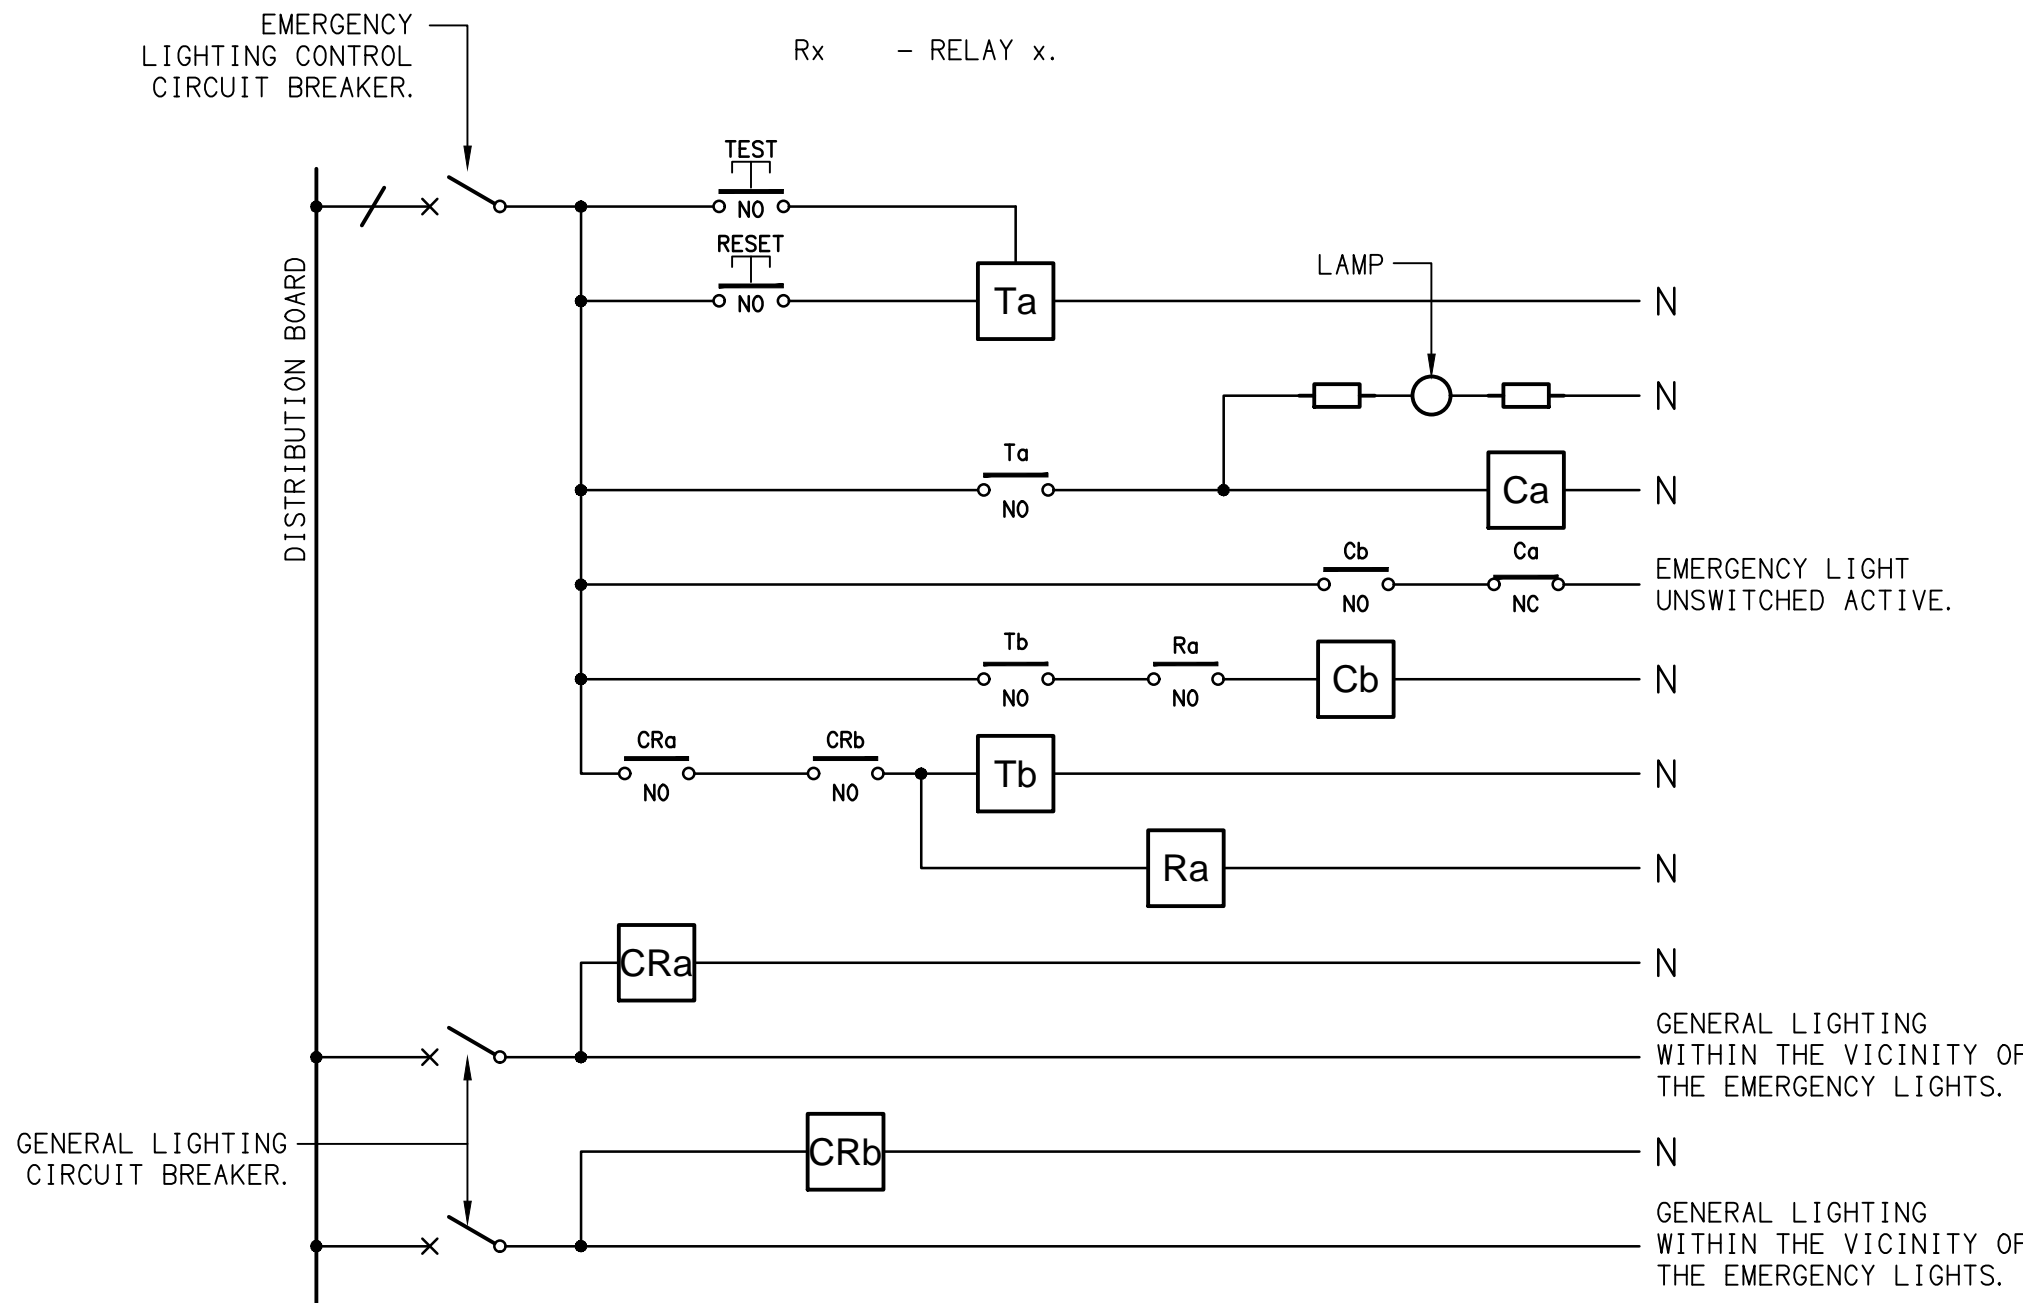 EMERGENCY
LIGHTING CONTROL
CIRCUIT BREAKER.
Rx - RELAY x.
TEST
NO
RESET
NO
DISTRIBUTION BOARD
Ta
N
LAMP
N
Ta
NO
Ca
N
Cb
NO
Ca
NC
EMERGENCY LIGHT
UNSWITCHED ACTIVE.
Tb
NO
Ra
NO
Cb
N
CRa
NO
CRb
NO
Tb
N
Ra
N
CRa
N
GENERAL LIGHTING
WITHIN THE VICINITY OF
THE EMERGENCY LIGHTS.
GENERAL LIGHTING
CIRCUIT BREAKER.
CRb
N
GENERAL LIGHTING
WITHIN THE VICINITY OF
THE EMERGENCY LIGHTS.